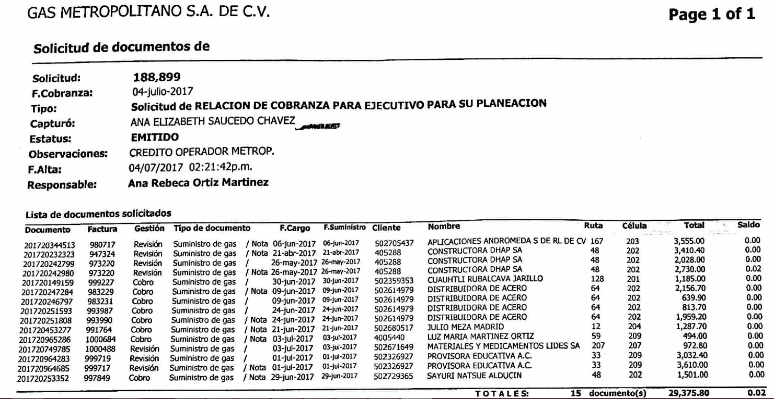 GAS METROPOLITANO S.A. DE C.V.
Page 1 of 1
Solicitud de documentos de
Solicitud: 188,899
F.Cobranza: 04-julio-2017
Tipo: Solicitud de RELACION DE COBRANZA PARA EJECUTIVO PARA SU PLANEACION
Capturó: ANA ELIZABETH SAUCEDO CHAVEZ
Estatus: EMITIDO
Observaciones: CREDITO OPERADOR METROP.
F.Alta: 04/07/2017 02:21:42p.m.
Responsable: Ana Rebeca Ortiz Martinez
Lista de documentos solicitados
Documento Factura Gestión Tipo de documento F.Cargo F.Suministro Cliente Nombre Ruta Célula Total Saldo
201720344513 980717 Revisión Suministro de gas / Nota 06-jun-2017 06-jun-2017 502705437 APLICACIONES ANDROMEDA S DE RL DE CV 167 203 3,555.00 0.00
201720232323 947324 Revisión Suministro de gas / Nota 21-abr-2017 21-abr-2017 405288 CONSTRUCTORA DHAP SA 48 202 3,410.40 0.00
201720242799 973220 Revisión Suministro de gas / 26-may-2017 26-may-2017 405288 CONSTRUCTORA DHAP SA 48 202 2,028.00 0.00
201720242980 973220 Revisión Suministro de gas / Nota 26-may-2017 26-may-2017 405288 CONSTRUCTORA DHAP SA 48 202 2,730.00 0.02
201720149159 999227 Cobro Suministro de gas / 30-jun-2017 30-jun-2017 502359353 CUAUHTLI RUBALCAVA JARILLO 128 201 1,185.00 0.00
201720247284 983229 Cobro Suministro de gas / Nota 09-jun-2017 09-jun-2017 502614979 DISTRIBUIDORA DE ACERO 64 202 2,156.70 0.00
201720246797 983231 Cobro Suministro de gas / 09-jun-2017 09-jun-2017 502614979 DISTRIBUIDORA DE ACERO 64 202 639.90 0.00
201720251593 993987 Cobro Suministro de gas / 24-jun-2017 24-jun-2017 502614979 DISTRIBUIDORA DE ACERO 64 202 813.70 0.00
201720251808 993990 Cobro Suministro de gas / Nota 24-jun-2017 24-jun-2017 502614979 DISTRIBUIDORA DE ACERO 64 202 1,959.20 0.00
201720453277 991764 Cobro Suministro de gas / Nota 21-jun-2017 21-jun-2017 502680517 JULIO MEZA MADRID 12 204 1,287.70 0.00
201720965286 1000684 Cobro Suministro de gas / Nota 03-jul-2017 03-jul-2017 4005440 LUZ MARIA MARTINEZ ORTIZ 59 209 494.00 0.00
201720749785 1000488 Revisión Suministro de gas / 03-jul-2017 03-jul-2017 502671649 MATERIALES Y MEDICAMENTOS LIDES SA 207 207 972.80 0.00
201720964283 999719 Revisión Suministro de gas / 01-jul-2017 01-jul-2017 502326927 PROVISORA EDUCATIVA A.C. 33 209 3,032.40 0.00
201720964685 999717 Revisión Suministro de gas / Nota 01-jul-2017 01-jul-2017 502326927 PROVISORA EDUCATIVA A.C. 33 209 3,610.00 0.00
201720253352 997849 Cobro Suministro de gas / Nota 29-jun-2017 29-jun-2017 502729365 SAYURI NATSUE ALDUCIN 48 202 1,501.00 0.00
TOTALES: 15 documento(s) 29,375.80 0.02